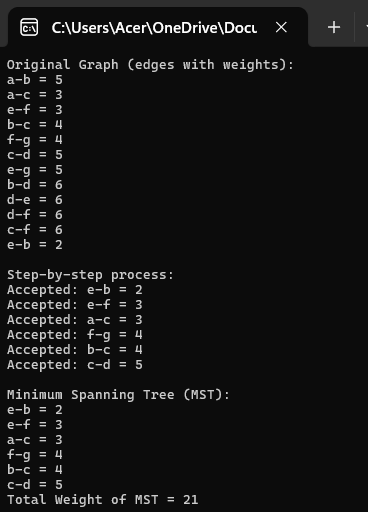 C:\Users\Acer\OneDrive\Docu
Original Graph (edges with weights):
a-b = 5
a-c = 3
e-f = 3
b-c = 4
f-g = 4
c-d = 5
e-g = 5
b-d = 6
d-e = 6
d-f = 6
c-f = 6
e-b = 2
Step-by-step process:
Accepted: e-b = 2
Accepted: e-f = 3
Accepted: a-c = 3
Accepted: f-g = 4
Accepted: b-c = 4
Accepted: c-d = 5
Minimum Spanning Tree (MST):
e-b = 2
e-f = 3
a-c = 3
f-g = 4
b-c = 4
c-d = 5
Total Weight of MST = 21